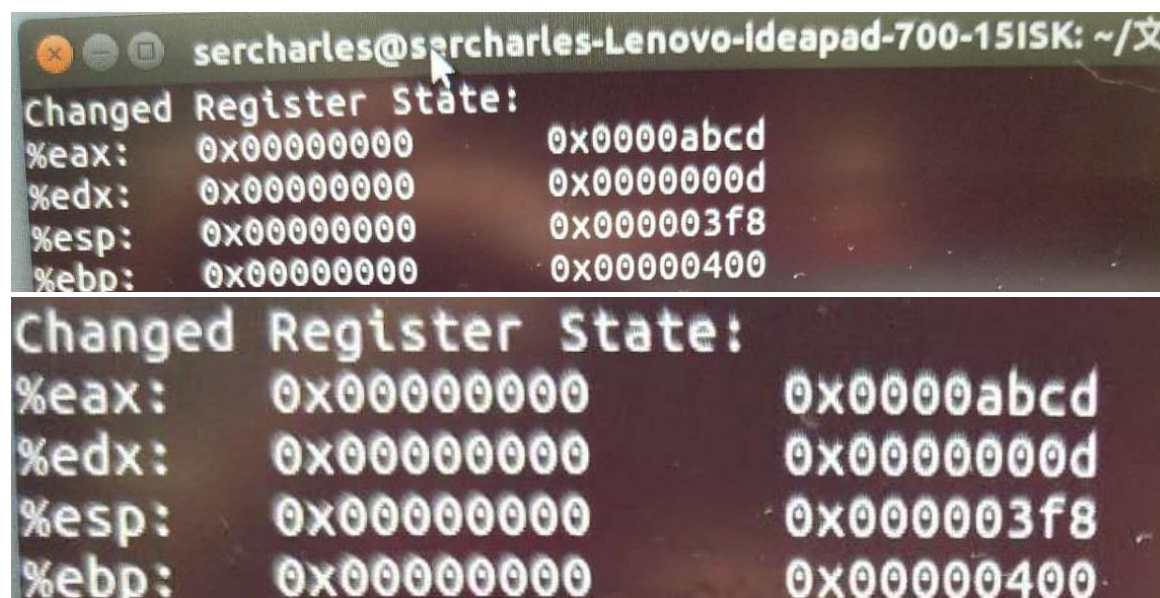 sercharles@sercharles-Lenovo-ideapad-700-15ISK: ~/文
Changed Register State:
%eax: 0x00000000 0x0000abcd
%edx: 0x00000000 0x0000000d
%esp: 0x00000000 0x000003f8
%ebp: 0x00000000 0x00000400
Changed Register State:
%eax: 0x00000000 0x0000abcd
%edx: 0x00000000 0x0000000d
%esp: 0x00000000 0x000003f8
%ebp: 0x00000000 0x00000400